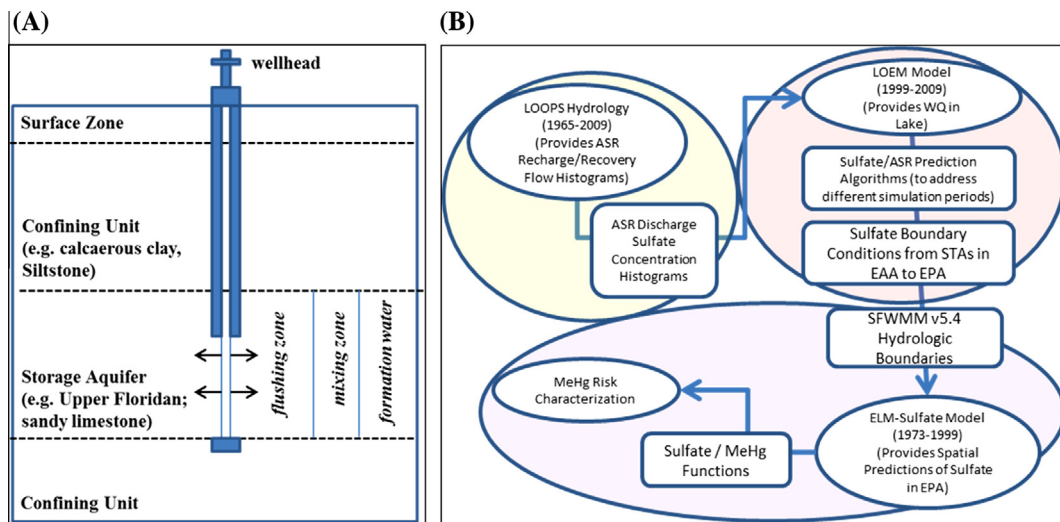 (A)
wellhead
Surface Zone
Confining Unit
(e.g. calcaerous clay,
Siltstone)
Storage Aquifer
(e.g. Upper Floridan;
sandy limestone)
flushing zone
mixing zone
formation water
Confining Unit
(B)
LOOPS Hydrology
(1965-2009)
(Provides ASR
Recharge/Recovery
Flow Histograms)
ASR Discharge
Sulfate
Concentration
Histograms
LOEM Model
(1999-2009)
(Provides WQ in
Lake)
Sulfate/ASR Prediction
Algorithms (to address
different simulation periods)
Sulfate Boundary
Conditions from STAs in
EAA to EPA
SFWMM v5.4
Hydrologic
Boundaries
MeHg Risk
Characterization
Sulfate / MeHg
Functions
ELM-Sulfate Model
(1973-1999)
(Provides Spatial
Predictions of Sulfate
in EPA)